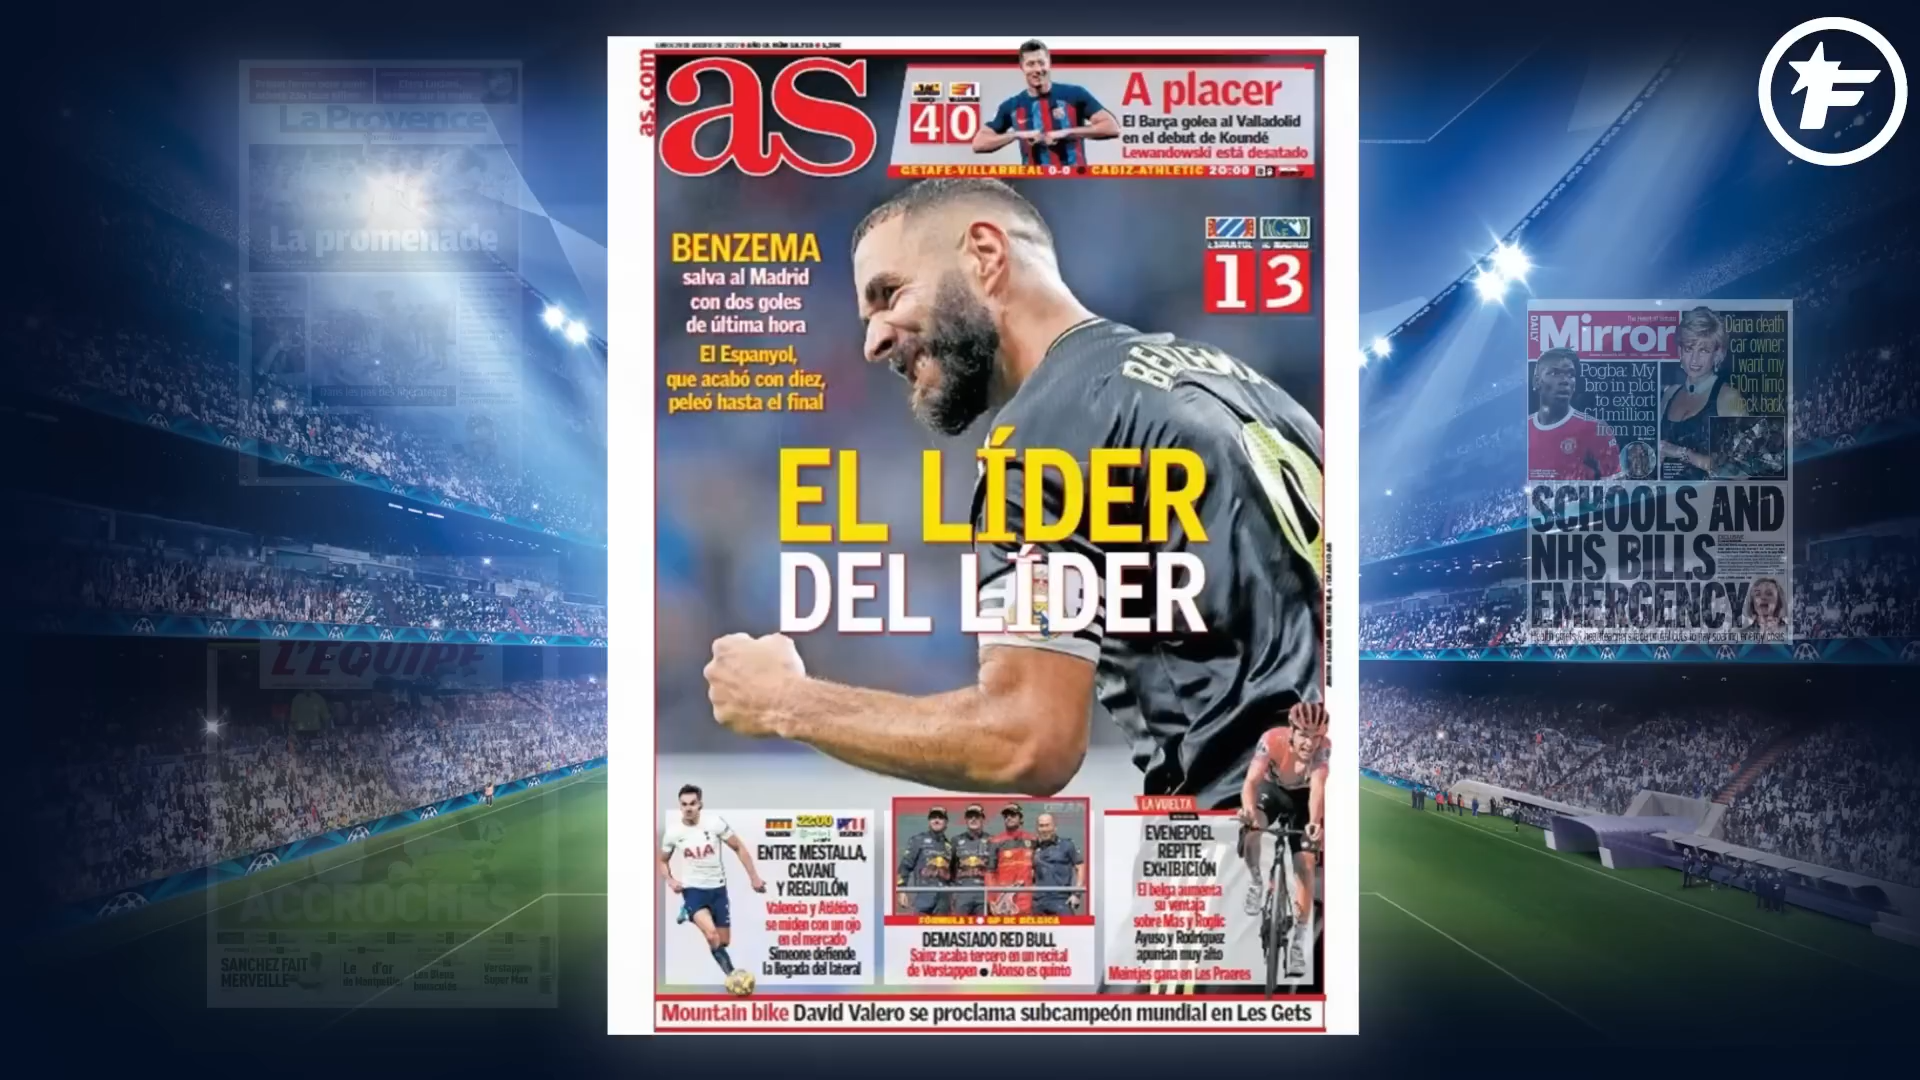 as.com
as
4 0
A placer
El Barça golea al Valladolid
en el debut de Koundé
Lewandowski está desatado
GETAFE-VILLARREAL 0-0 ● CÁDIZ-ATHLETIC 20:00
BENZEMA
salva al Madrid
con dos goles
de última hora
El Espanyol,
que acabó con diez,
peleó hasta el final
1 3
BENZEMA
EL LÍDER
DEL LÍDER
AIA
22:00
ENTRE MESTALLA,
CAVANI
Y REGUILÓN
Valencia y Atlético
se miden con un ojo
en el mercado
Simeone defiende
la llegada del lateral
FÓRMULA 1 ● GP DE BÉLGICA
DEMASIADO RED BULL
Sainz acaba tercero en un recital
de Verstappen ● Alonso es quinto
LA VUELTA
EVENEPOEL
REPITE
EXHIBICIÓN
El belga aumenta
su ventaja
sobre Mas y Roglic
Ayuso y Rodríguez
apuntan muy alto
Meintjes gana en Les Praeres
Mountain bike David Valero se proclama subcampeón mundial en Les Gets
La Provence
La promenade
L'EQUIPE
ACCROCHÉS
SANCHEZ FAIT
MERVEILLE
Verstappen
Super Max
DAILY
Mirror
Diana death
car owner:
I want my
£10m limo
back
Pogba: My
bro in plot
to extort
£11million
from me
SCHOOLS AND
NHS BILLS
EMERGENCY
F